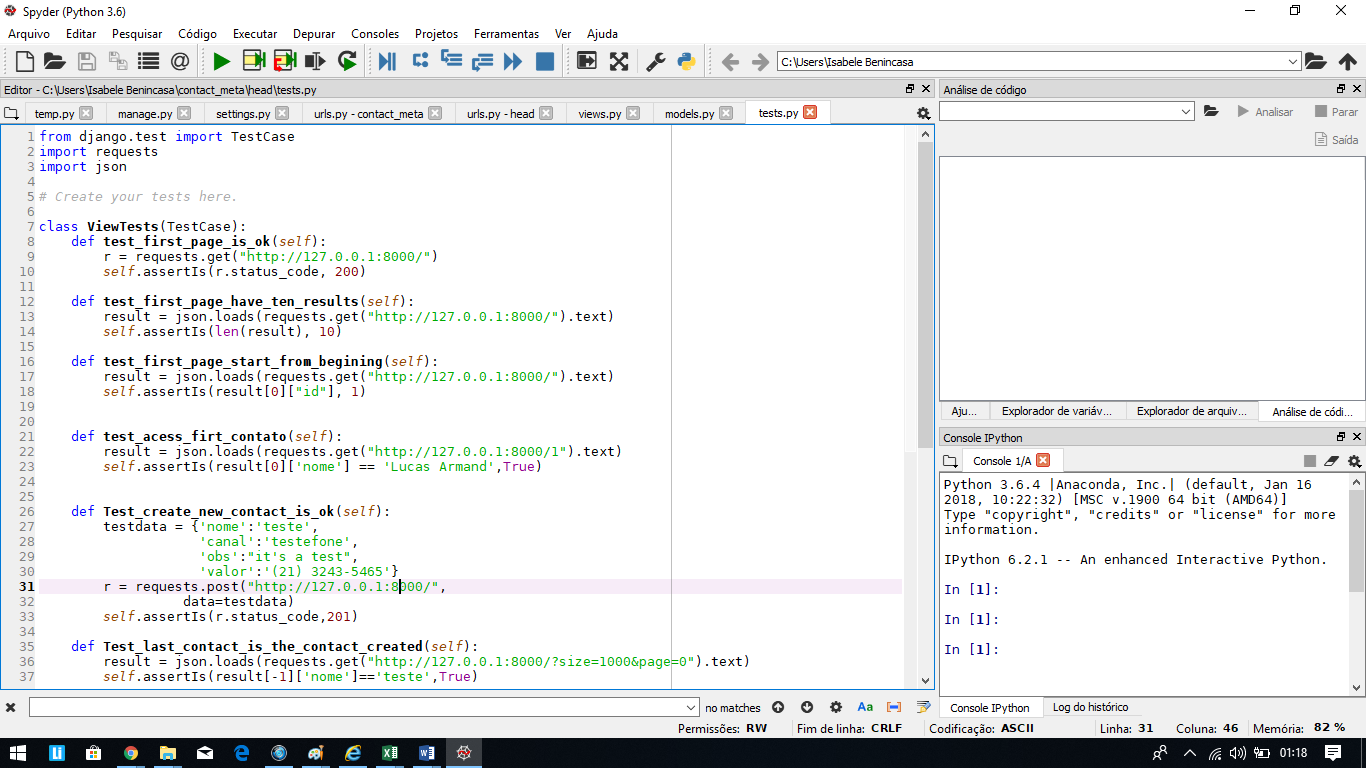 Spyder (Python 3.6)
Arquivo Editar Pesquisar Código Executar Depurar Consoles Projetos Ferramentas Ver Ajuda
C:\Users\Isabele Benincasa
Editor - C:\Users\Isabele Benincasa\contact_meta\head\tests.py
temp.py manage.py settings.py urls.py - contact_meta urls.py - head views.py models.py tests.py
1 from django.test import TestCase
2 import requests
3 import json
4
5 # Create your tests here.
6
7 class ViewTests(TestCase):
8 def test_first_page_is_ok(self):
9 r = requests.get("http://127.0.0.1:8000/")
10 self.assertIs(r.status_code, 200)
11
12 def test_first_page_have_ten_results(self):
13 result = json.loads(requests.get("http://127.0.0.1:8000/").text)
14 self.assertIs(len(result), 10)
15
16 def test_first_page_start_from_begining(self):
17 result = json.loads(requests.get("http://127.0.0.1:8000/").text)
18 self.assertIs(result[0]["id"], 1)
19
20
21 def test_acess_firt_contato(self):
22 result = json.loads(requests.get("http://127.0.0.1:8000/1").text)
23 self.assertIs(result[0]['nome'] == 'Lucas Armand',True)
24
25
26 def Test_create_new_contact_is_ok(self):
27 testdata = {'nome':'teste',
28 'canal':'testefone',
29 'obs':"it's a test",
30 'valor':'(21) 3243-5465'}
31 r = requests.post("http://127.0.0.1:8000/",
32 data=testdata)
33 self.assertIs(r.status_code,201)
34
35 def Test_last_contact_is_the_contact_created(self):
36 result = json.loads(requests.get("http://127.0.0.1:8000/?size=1000&page=0").text)
37 self.assertIs(result[-1]['nome']=='teste',True)
no matches
Aa
Análise de código
Analisar Parar
Saída
Aju... Explorador de variáv... Explorador de arquiv... Análise de códi...
Console IPython
Console 1/A
Python 3.6.4 |Anaconda, Inc.| (default, Jan 16
2018, 10:22:32) [MSC v.1900 64 bit (AMD64)]
Type "copyright", "credits" or "license" for more
information.
IPython 6.2.1 -- An enhanced Interactive Python.
In [1]:
In [1]:
In [1]:
Console IPython Log do histórico
Permissões: RW Fim de linha: CRLF Codificação: ASCII Linha: 31 Coluna: 46 Memória: 82 %
01:18